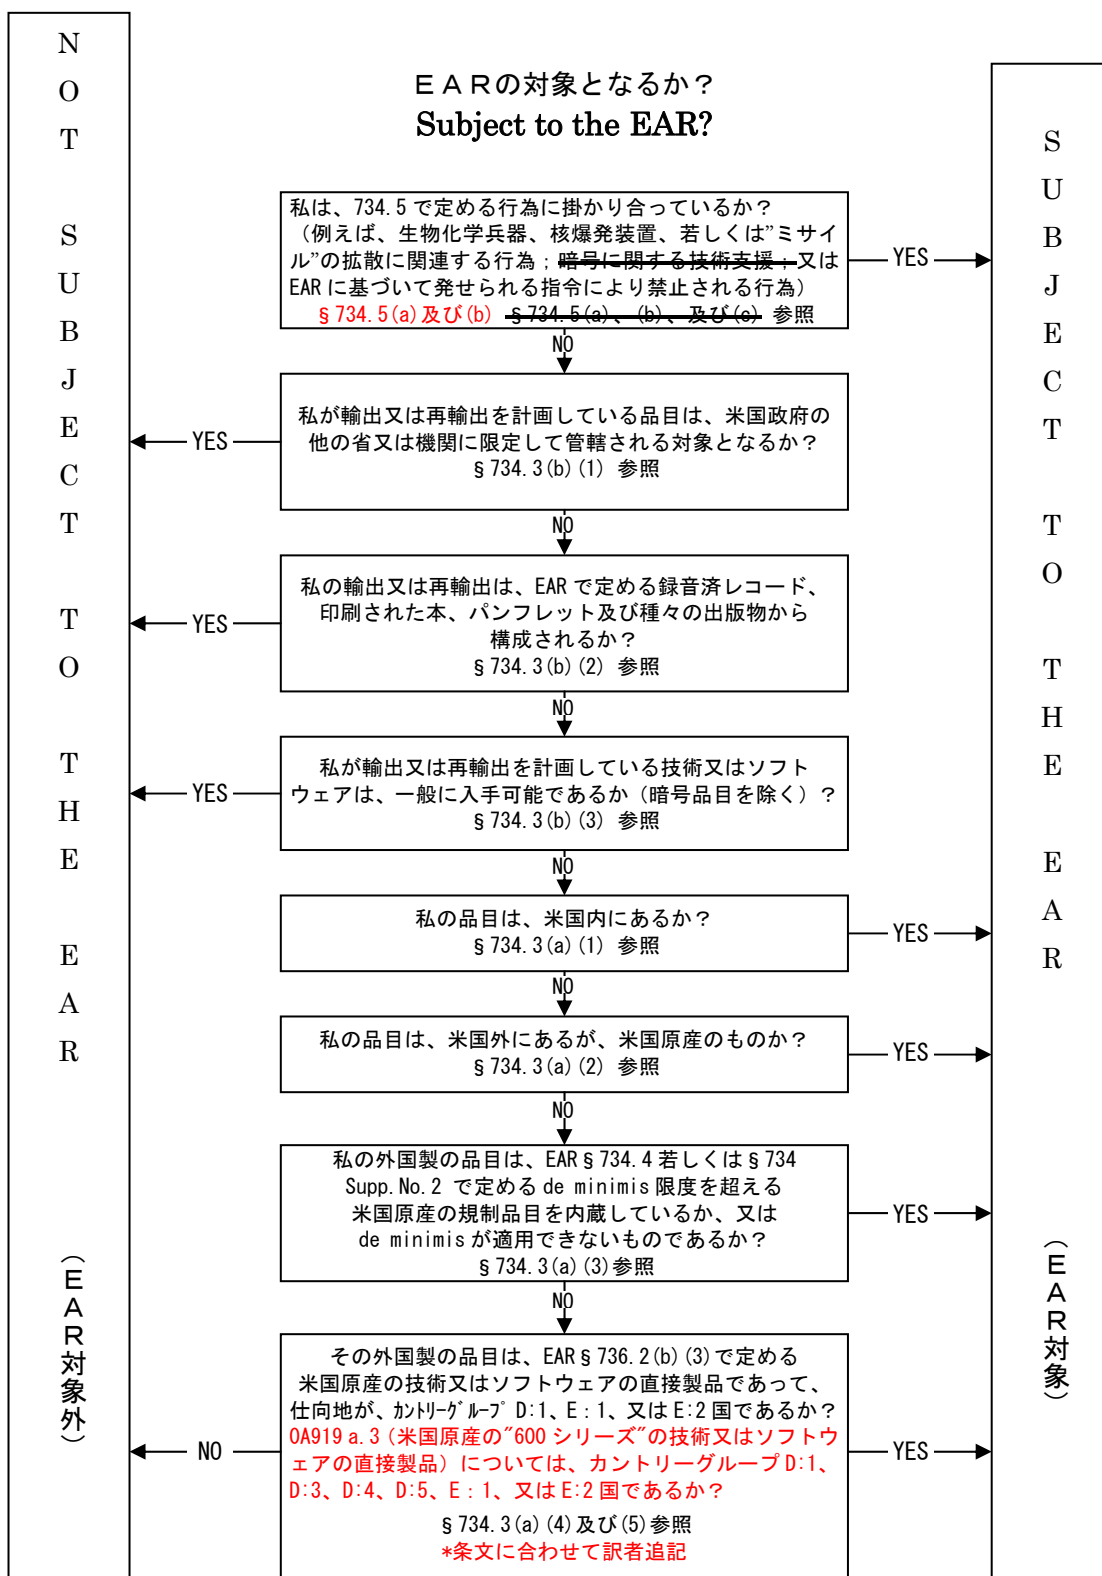 NOT SUBJECT TO THE EAR
(EAR対象外)
EARの対象となるか?
Subject to the EAR?
私は、734.5で定める行為に掛かり合っているか?
(例えば、生物化学兵器、核爆発装置、若しくは”ミサイ
ル”の拡散に関連する行為;暗号に関する技術支援;又は
EARに基づいて発せられる指令により禁止される行為)
§734.5(a)及び(b) §734.5(a)、(b)、及び(c) 参照
YES
NO
私が輸出又は再輸出を計画している品目は、米国政府の
他の省又は機関に限定して管轄される対象となるか?
§734.3(b)(1) 参照
YES
NO
私の輸出又は再輸出は、EARで定める録音済レコード、
印刷された本、パンフレット及び種々の出版物から
構成されるか?
§734.3(b)(2) 参照
YES
NO
私が輸出又は再輸出を計画している技術又はソフト
ウェアは、一般に入手可能であるか(暗号品目を除く)?
§734.3(b)(3) 参照
YES
NO
私の品目は、米国内にあるか?
§734.3(a)(1) 参照
YES
NO
私の品目は、米国外にあるが、米国原産のものか?
§734.3(a)(2) 参照
YES
NO
私の外国製の品目は、EAR§734.4若しくは§734
Supp.No.2で定めるde minimis限度を超える
米国原産の規制品目を内蔵しているか、又は
de minimisが適用できないものであるか?
§734.3(a)(3)参照
YES
NO
その外国製の品目は、EAR§736.2(b)(3)で定める
米国原産の技術又はソフトウェアの直接製品であって、
仕向地が、ｶﾝﾄﾘｰｸﾞﾙｰﾌﾟ D:1、E:1、又はE:2国であるか?
0A919 a.3(米国原産の"600シリーズ"の技術又はソフトウ
ェアの直接製品)については、カントリーグループD:1、
D:3、D:4、D:5、E:1、又はE:2国であるか?
§734.3(a)(4)及び(5)参照
*条文に合わせて訳者追記
NO
YES
SUBJECT TO THE EAR
(EAR対象)